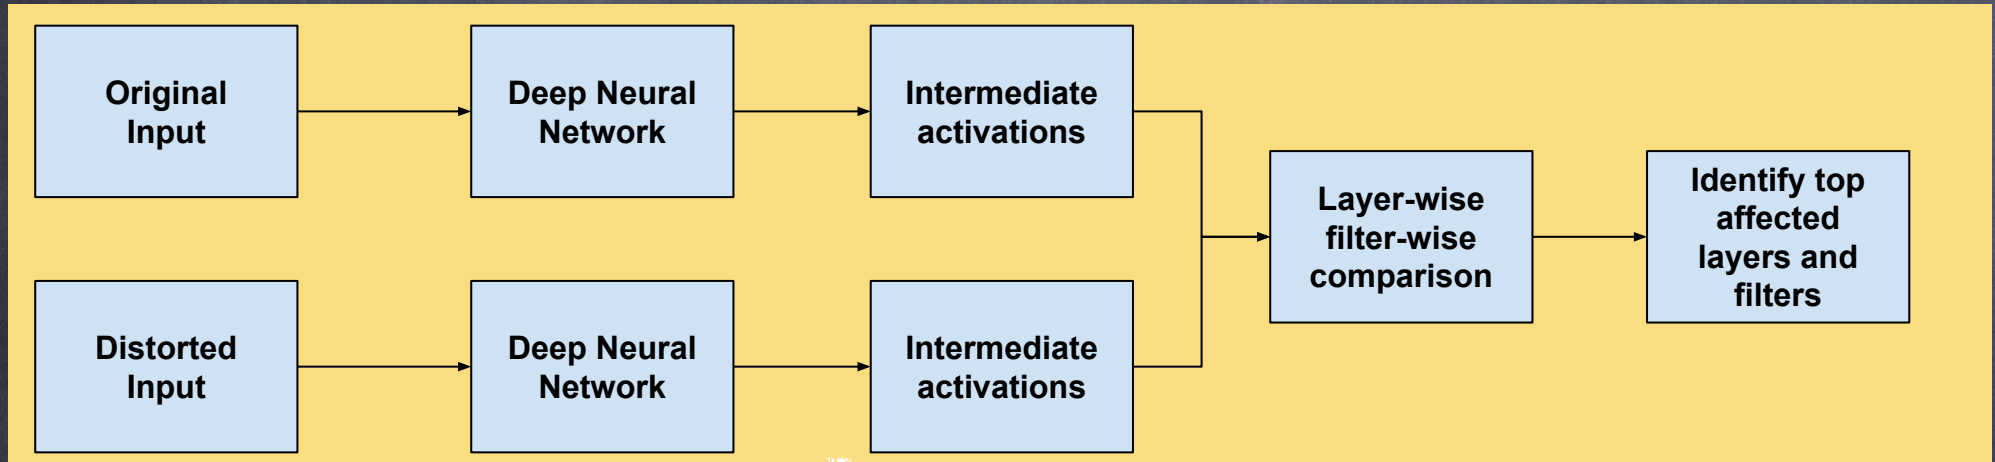 Original
Input
Deep Neural
Network
Intermediate
activations
Layer-wise
filter-wise
comparison
Identify top
affected
layers and
filters
Distorted
Input
Deep Neural
Network
Intermediate
activations